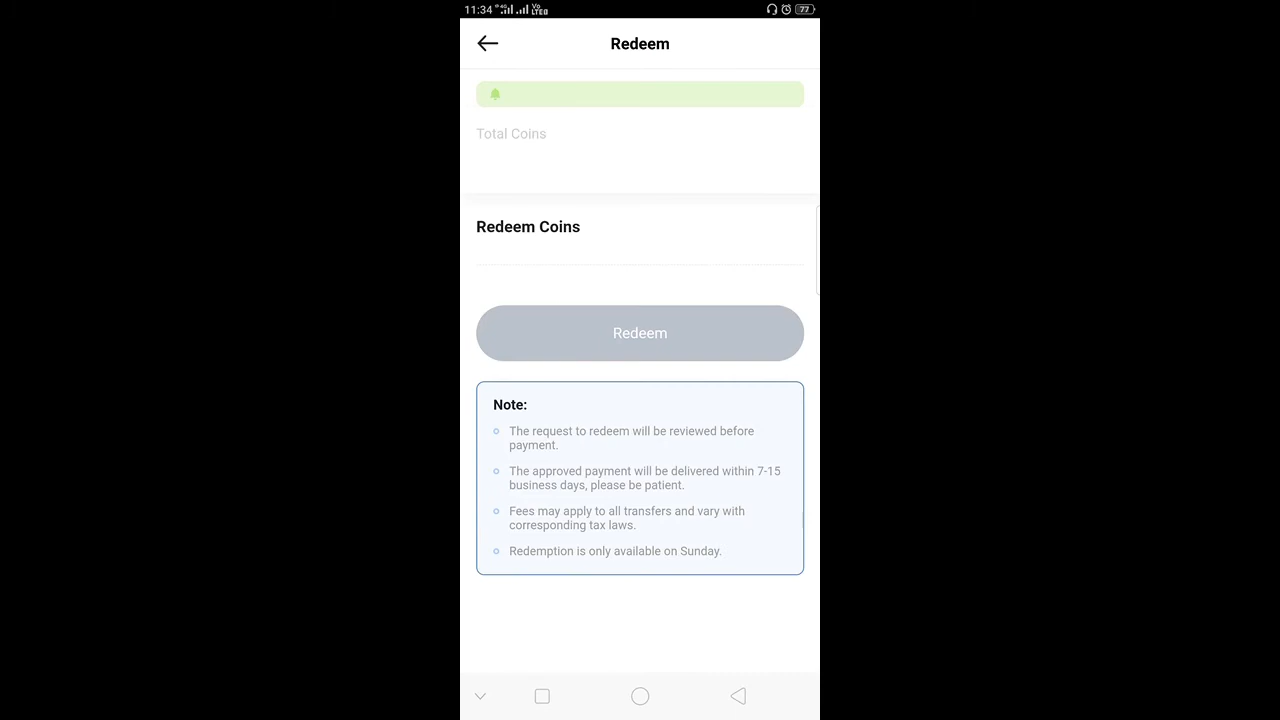 11:34
77
Redeem
Total Coins
Redeem Coins
Redeem
Note:
The request to redeem will be reviewed before
payment.
The approved payment will be delivered within 7-15
business days, please be patient.
Fees may apply to all transfers and vary with
corresponding tax laws.
Redemption is only available on Sunday.